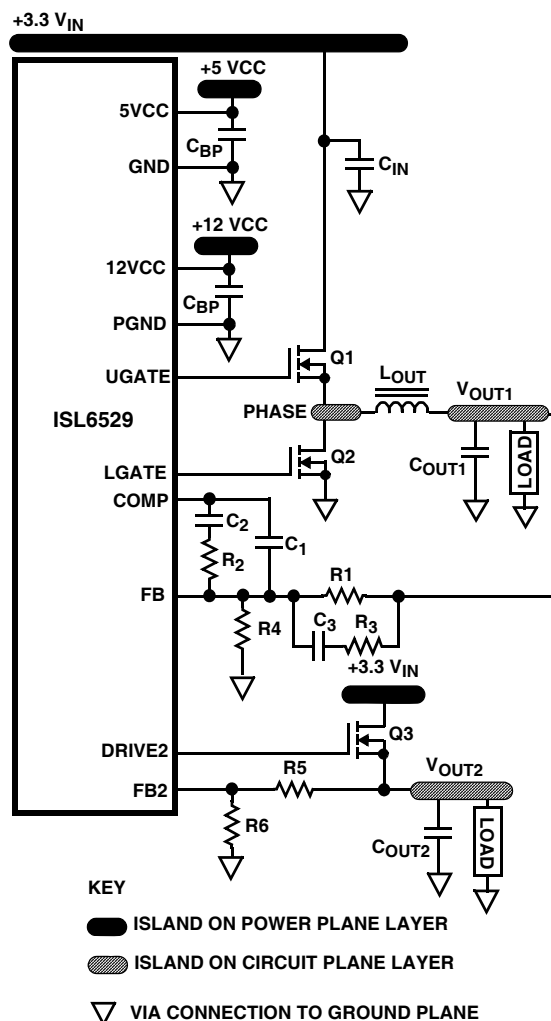 +3.3 VIN
+5 VCC
5VCC
CBP
GND
CIN
+12 VCC
12VCC
CBP
PGND
Q1
LOUT
UGATE
VOUT1
PHASE
ISL6529
Q2
COUT1
LOAD
LGATE
COMP
C2
C1
R2
R1
FB
C3
R3
R4
+3.3 VIN
Q3
DRIVE2
R5
VOUT2
FB2
R6
COUT2
LOAD
KEY
ISLAND ON POWER PLANE LAYER
ISLAND ON CIRCUIT PLANE LAYER
VIA CONNECTION TO GROUND PLANE